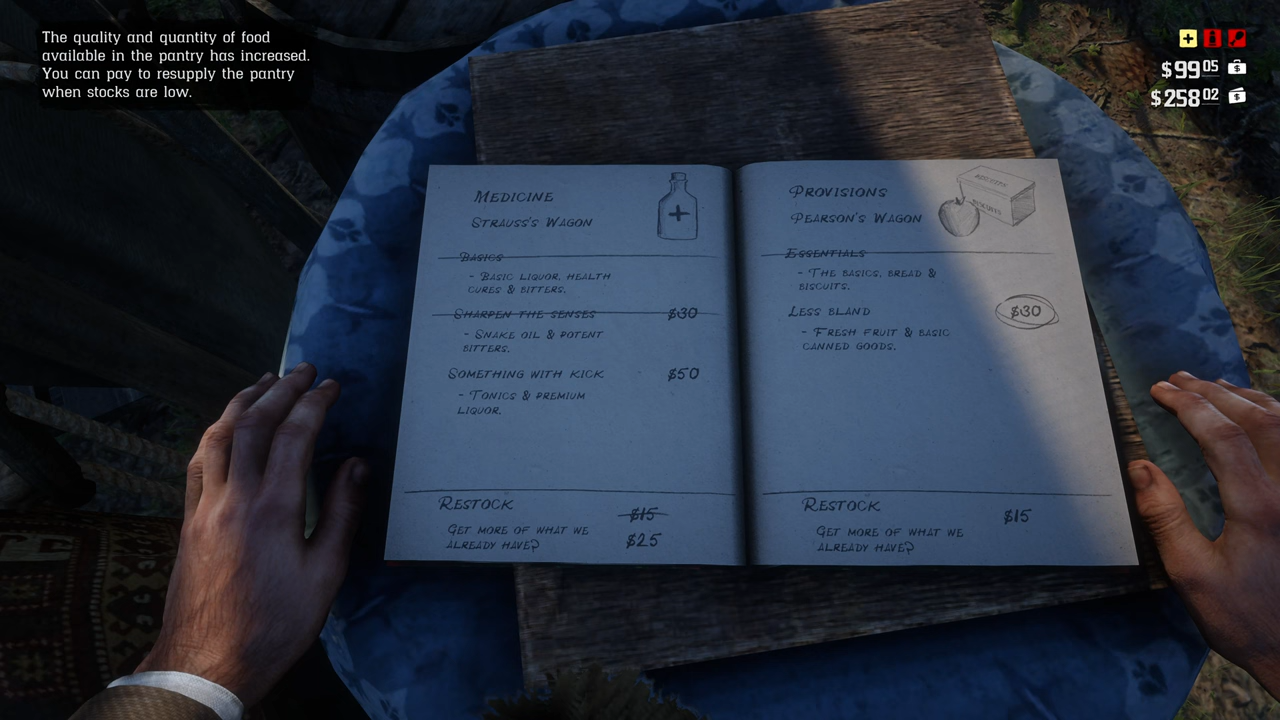 The quality and quantity of food
available in the pantry has increased.
You can pay to resupply the pantry
when stocks are low.
$99 05
$258 02
Medicine
Strauss's Wagon
Basics
- Basic liquor, health
cures & bitters.
Sharpen the senses $30
- Snake oil & potent
bitters.
Something with kick $50
- Tonics & premium
liquor.
Restock $15
Get more of what we $25
already have?
Provisions
Pearson's Wagon
Essentials
- The basics, bread &
biscuits.
Less bland $30
- Fresh fruit & basic
canned goods.
Restock $15
Get more of what we
already have?